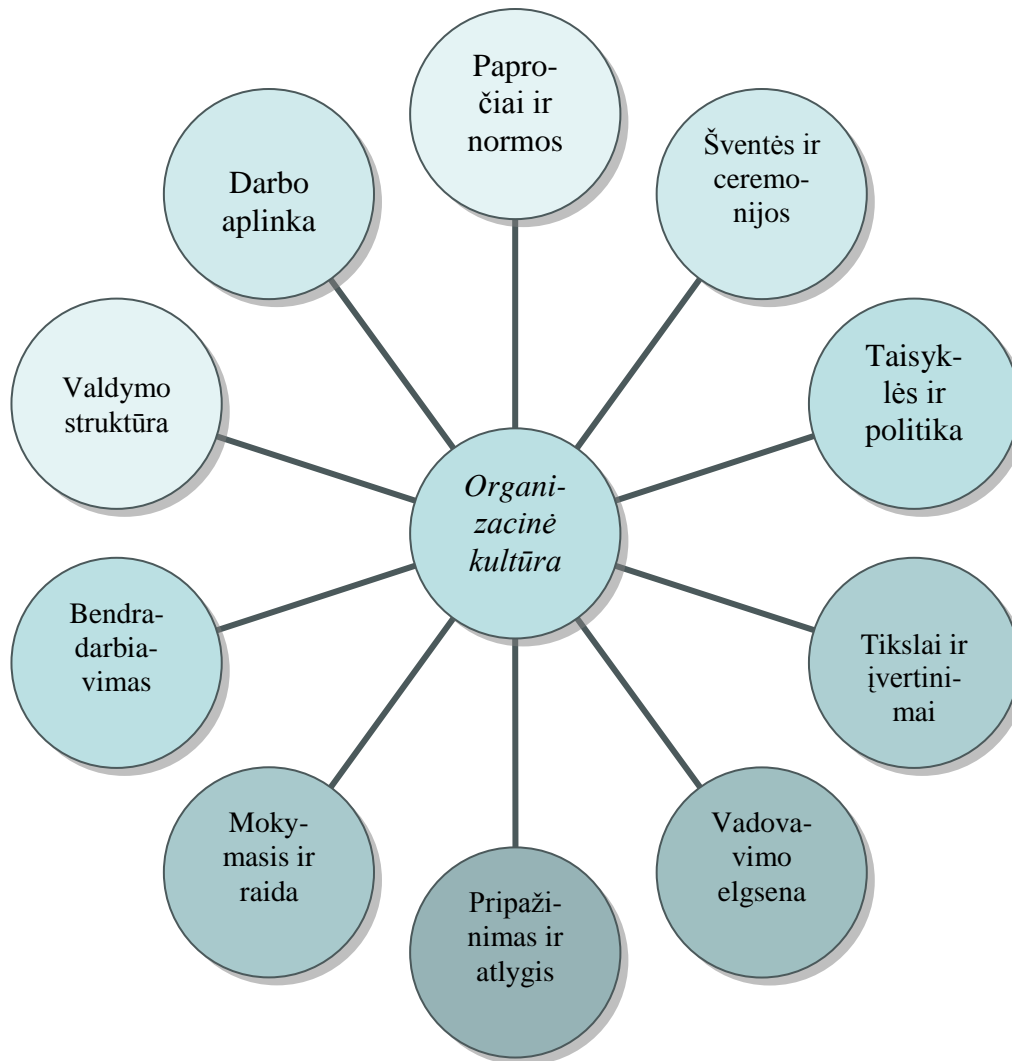 Papro-
čiai ir
normos
Šventės ir
ceremo-
nijos
Taisyk-
lės ir
politika
Tikslai ir
įvertini-
mai
Vadova-
vimo
elgsena
Pripaži-
nimas ir
atlygis
Moky-
masis ir
raida
Bendra-
darbia-
vimas
Valdymo
struktūra
Darbo
aplinka
Organi-
zacinė
kultūra